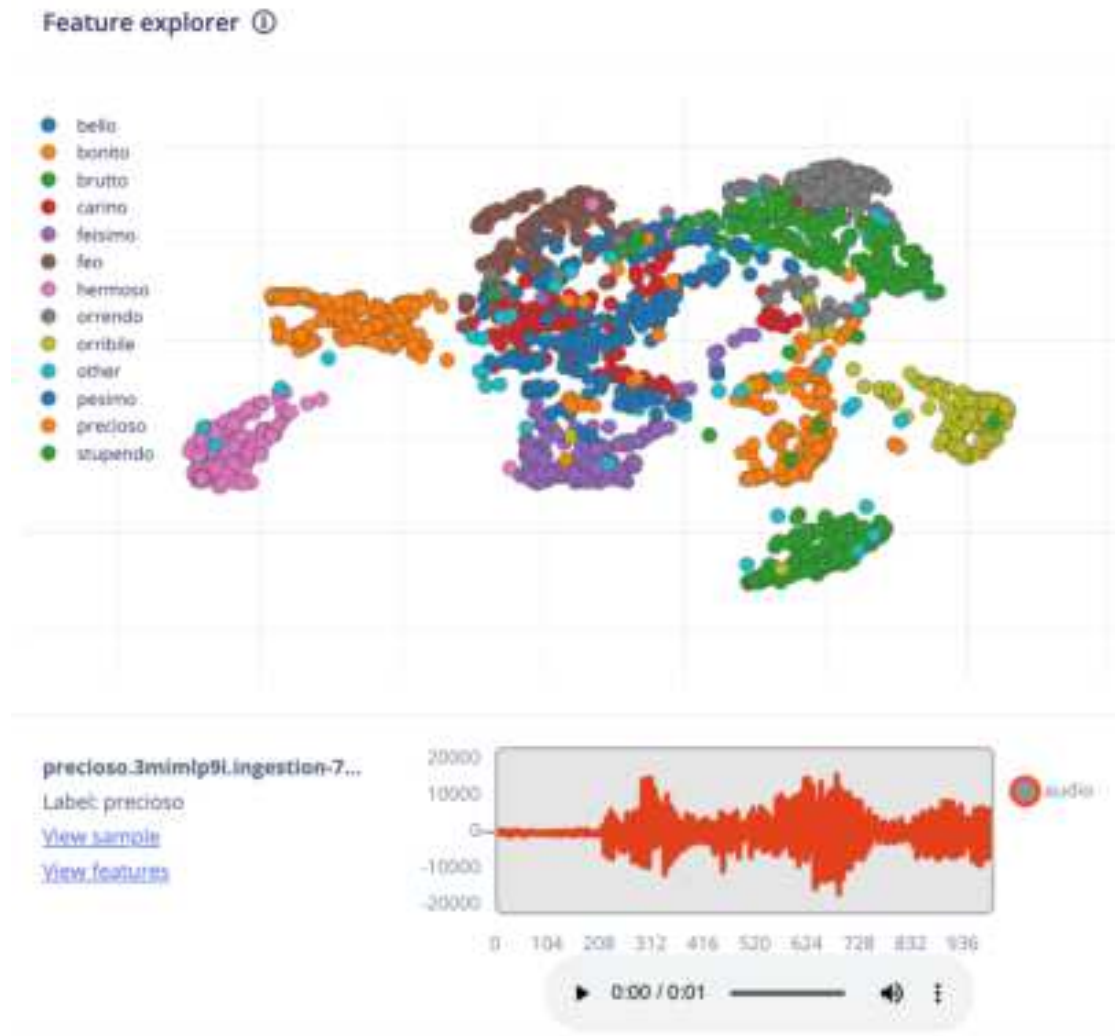 Feature explorer ⓘ
bello
bonito
brutto
carino
feisimo
feo
hermoso
orrendo
orribile
other
pesimo
precioso
stupendo
precioso.3mimlp9i.ingestion-7...
Label: precioso
View sample
View features
20000
10000
0
-10000
-20000
0 104 208 312 416 520 624 728 832 936
audio
0:00 / 0:01